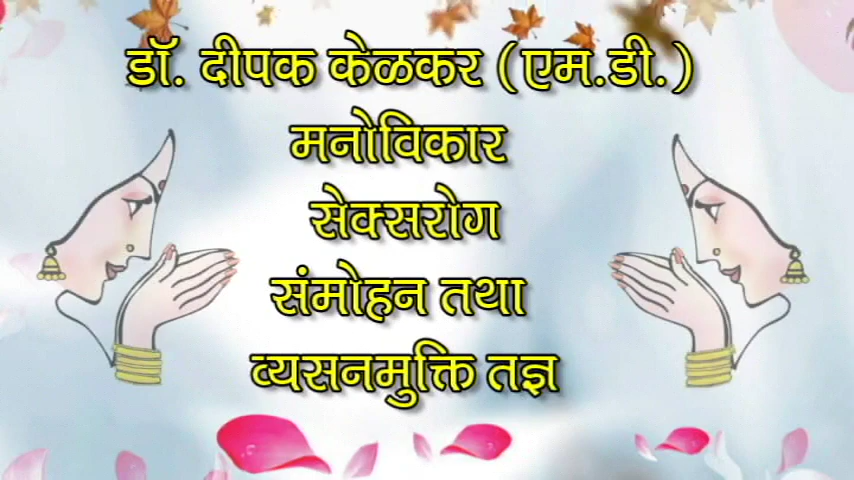 डॉ. दीपक केळकर (एम.डी.)
मनोविकार
सेक्सरोग
संमोहन तथा
व्यसनमुक्ति तज्ञ